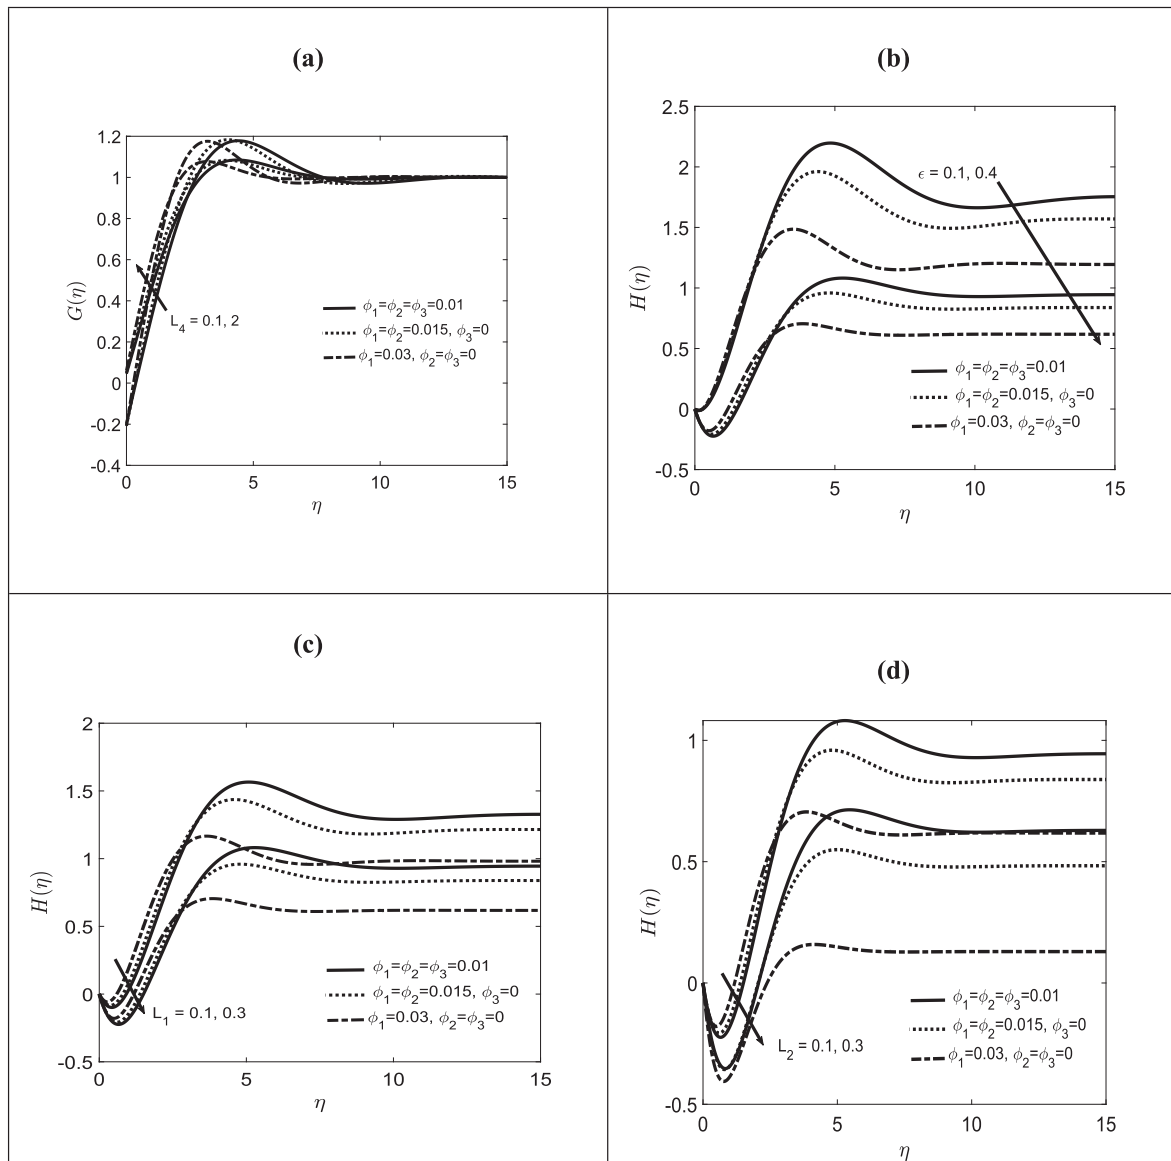 (a)
1.2
1
0.8
0.6
0.4
0.2
0
-0.2
-0.4
G(η)
L4 = 0.1, 2
ϕ1=ϕ2=ϕ3=0.01
ϕ1=ϕ2=0.015, ϕ3=0
ϕ1=0.03, ϕ2=ϕ3=0
0 5 10 15
η
(b)
2.5
2
1.5
1
0.5
0
-0.5
H(η)
ϵ = 0.1, 0.4
ϕ1=ϕ2=ϕ3=0.01
ϕ1=ϕ2=0.015, ϕ3=0
ϕ1=0.03, ϕ2=ϕ3=0
0 5 10 15
η
(c)
2
1.5
1
0.5
0
-0.5
H(η)
ϕ1=ϕ2=ϕ3=0.01
ϕ1=ϕ2=0.015, ϕ3=0
L1 = 0.1, 0.3
ϕ1=0.03, ϕ2=ϕ3=0
0 5 10 15
η
(d)
1
0.5
0
-0.5
H(η)
ϕ1=ϕ2=ϕ3=0.01
ϕ1=ϕ2=0.015, ϕ3=0
L2 = 0.1, 0.3
ϕ1=0.03, ϕ2=ϕ3=0
0 5 10 15
η